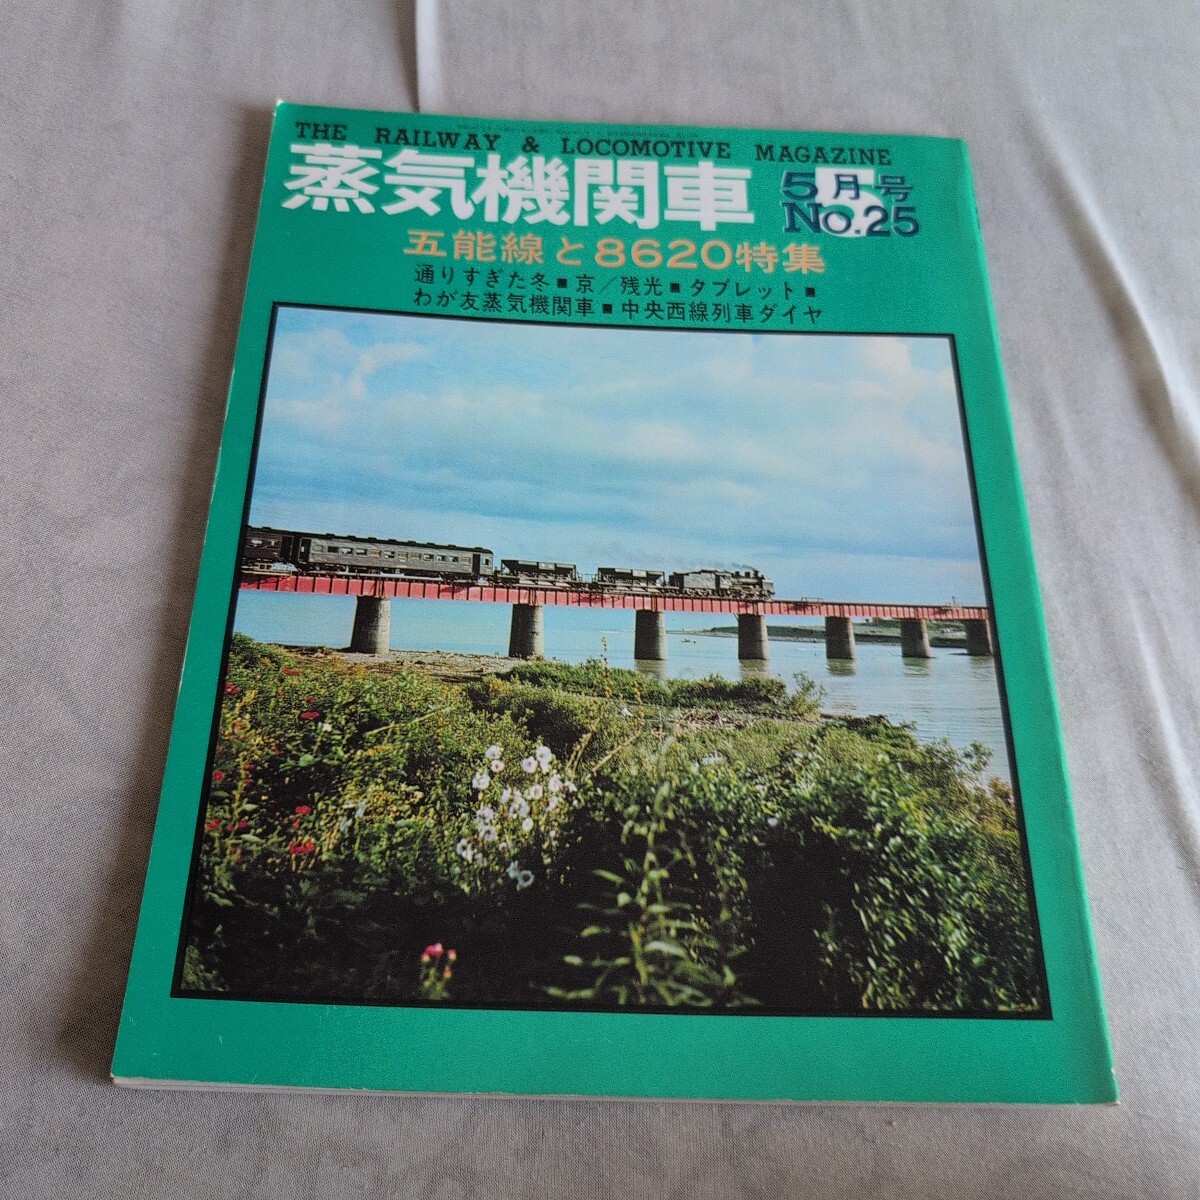 THE RAILWAY & LOCOMOTIVE MAGAZINE
蒸気機関車
5月号
No.25
五能線と8620特集
通りすぎた冬■京/残光■タブレット■
わが友蒸気機関車■中央西線列車ダイヤ